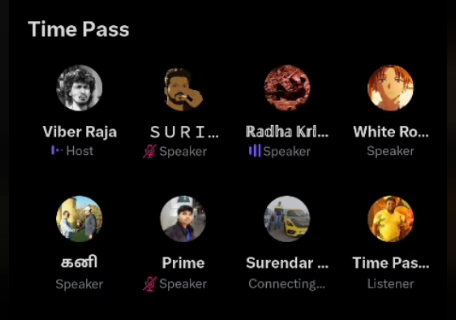 Time Pass
Viber Raja ＳＵＲＩ... ℝ𝕒𝕕𝕙𝕒 𝕂𝕣𝕚... White Ro...
Host Speaker Speaker Speaker
கனி Prime Surendar ... Time Pas...
Speaker Speaker Connecting... Listener